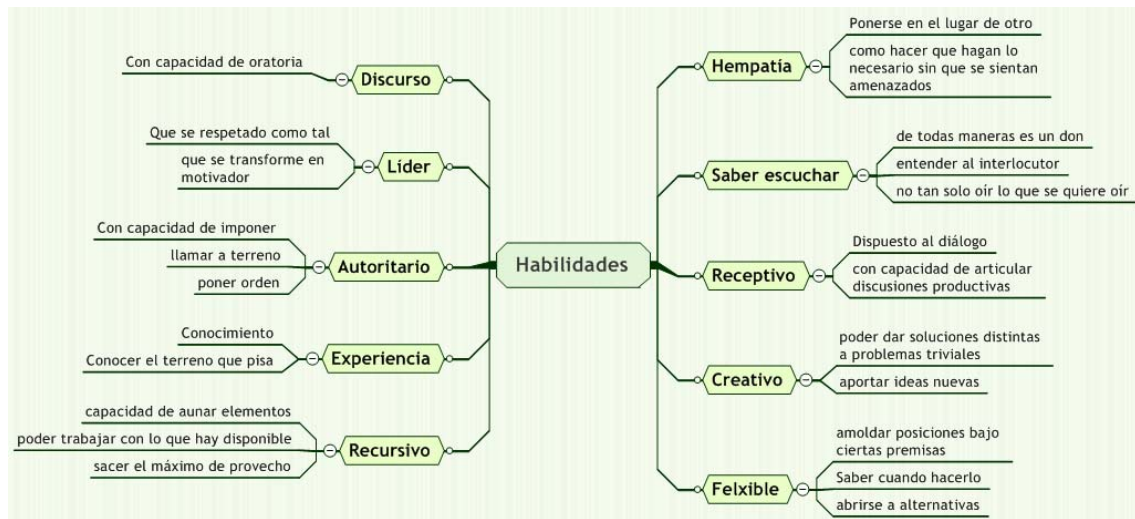 Habilidades
Discurso
Con capacidad de oratoria
Líder
Que se respetado como tal
que se transforme en
motivador
Autoritario
Con capacidad de imponer
llamar a terreno
poner orden
Experiencia
Conocimiento
Conocer el terreno que pisa
Recursivo
capacidad de aunar elementos
poder trabajar con lo que hay disponible
sacer el máximo de provecho
Hempatía
Ponerse en el lugar de otro
como hacer que hagan lo
necesario sin que se sientan
amenazados
Saber escuchar
de todas maneras es un don
entender al interlocutor
no tan solo oír lo que se quiere oír
Receptivo
Dispuesto al diálogo
con capacidad de articular
discusiones productivas
Creativo
poder dar soluciones distintas
a problemas triviales
aportar ideas nuevas
Felxible
amoldar posiciones bajo
ciertas premisas
Saber cuando hacerlo
abrirse a alternativas